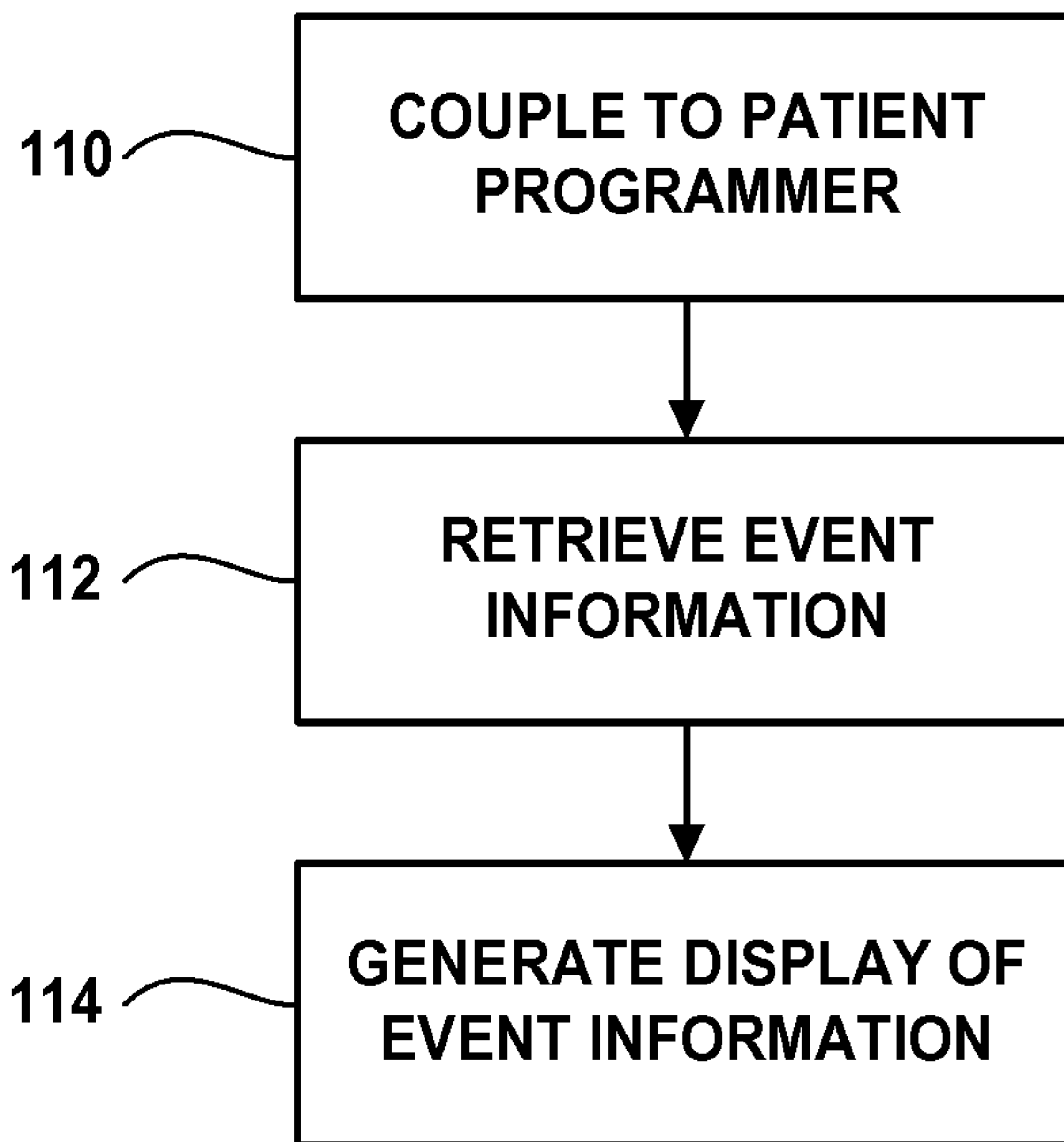 110
COUPLE TO PATIENT
PROGRAMMER
112
RETRIEVE EVENT
INFORMATION
114
GENERATE DISPLAY OF
EVENT INFORMATION